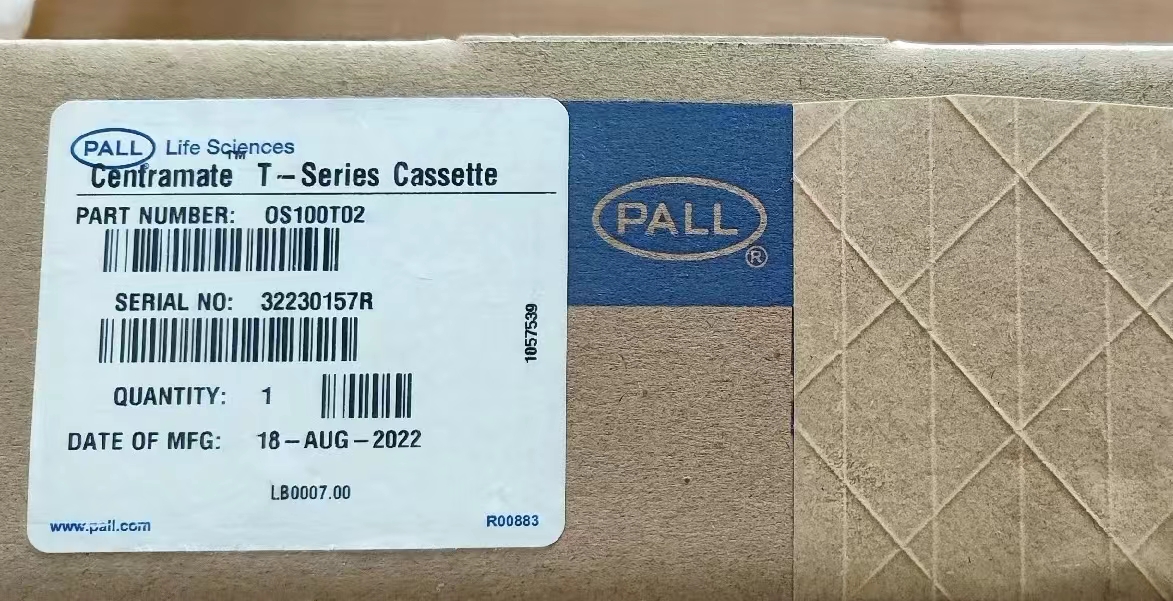 PALL Life Sciences
Centramate™ T-Series Cassette
PART NUMBER: OS100T02
SERIAL NO: 32230157R
1057539
QUANTITY: 1
DATE OF MFG: 18-AUG-2022
LB0007.00
www.pall.com
R00883
PALL®